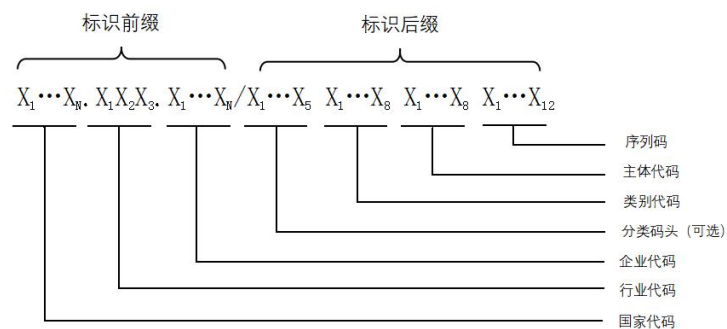 标识前缀 标识后缀
X₁…X_N.X₁X₂X₃.X₁…X_N/X₁…X₅ X₁…X₈ X₁…X₈ X₁…X₁₂
序列码
主体代码
类别代码
分类码头（可选）
企业代码
行业代码
国家代码